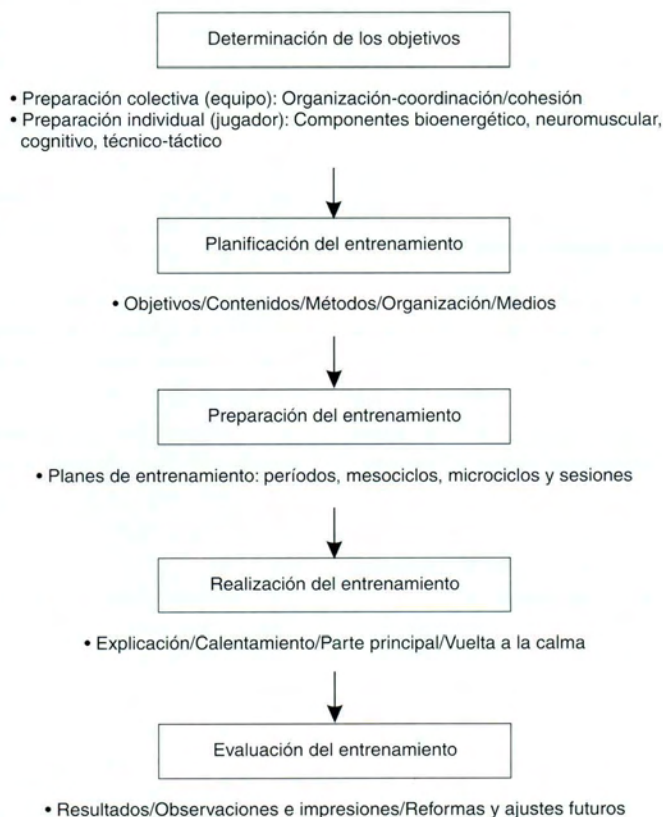 Determinación de los objetivos
• Preparación colectiva (equipo): Organización-coordinación/cohesión
• Preparación individual (jugador): Componentes bioenergético, neuromuscular,
cognitivo, técnico-táctico
Planificación del entrenamiento
• Objetivos/Contenidos/Métodos/Organización/Medios
Preparación del entrenamiento
• Planes de entrenamiento: períodos, mesociclos, microciclos y sesiones
Realización del entrenamiento
• Explicación/Calentamiento/Parte principal/Vuelta a la calma
Evaluación del entrenamiento
• Resultados/Observaciones e impresiones/Reformas y ajustes futuros